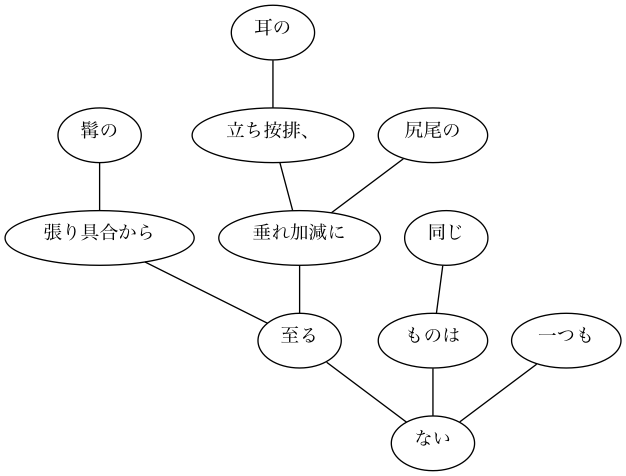 耳の
髯の
立ち按排、
尻尾の
張り具合から
垂れ加減に
同じ
至る
ものは
一つも
ない